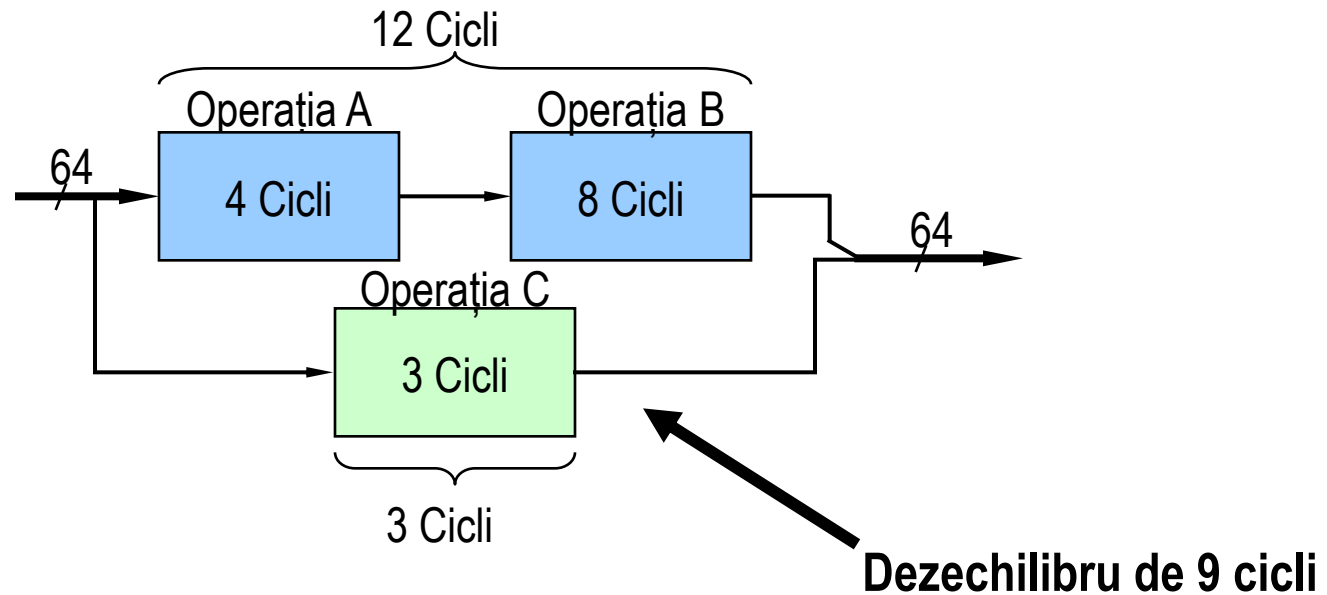 12 Cicli
Operația A
Operația B
64
4 Cicli
8 Cicli
64
Operația C
3 Cicli
3 Cicli
Dezechilibru de 9 cicli